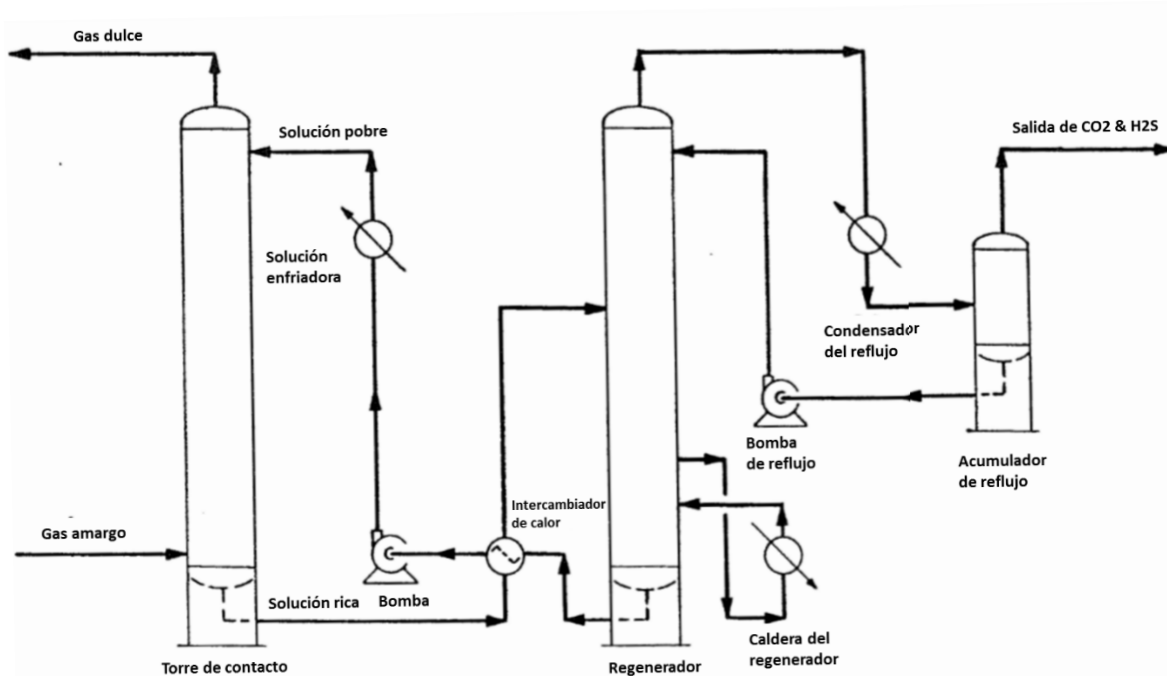 Gas dulce
Solución pobre
Salida de CO2 & H2S
Solución
enfriadora
Condensador
del reflujo
Bomba
de reflujo
Acumulador
de reflujo
Intercambiador
de calor
Gas amargo
Solución rica
Bomba
Caldera del
regenerador
Torre de contacto
Regenerador